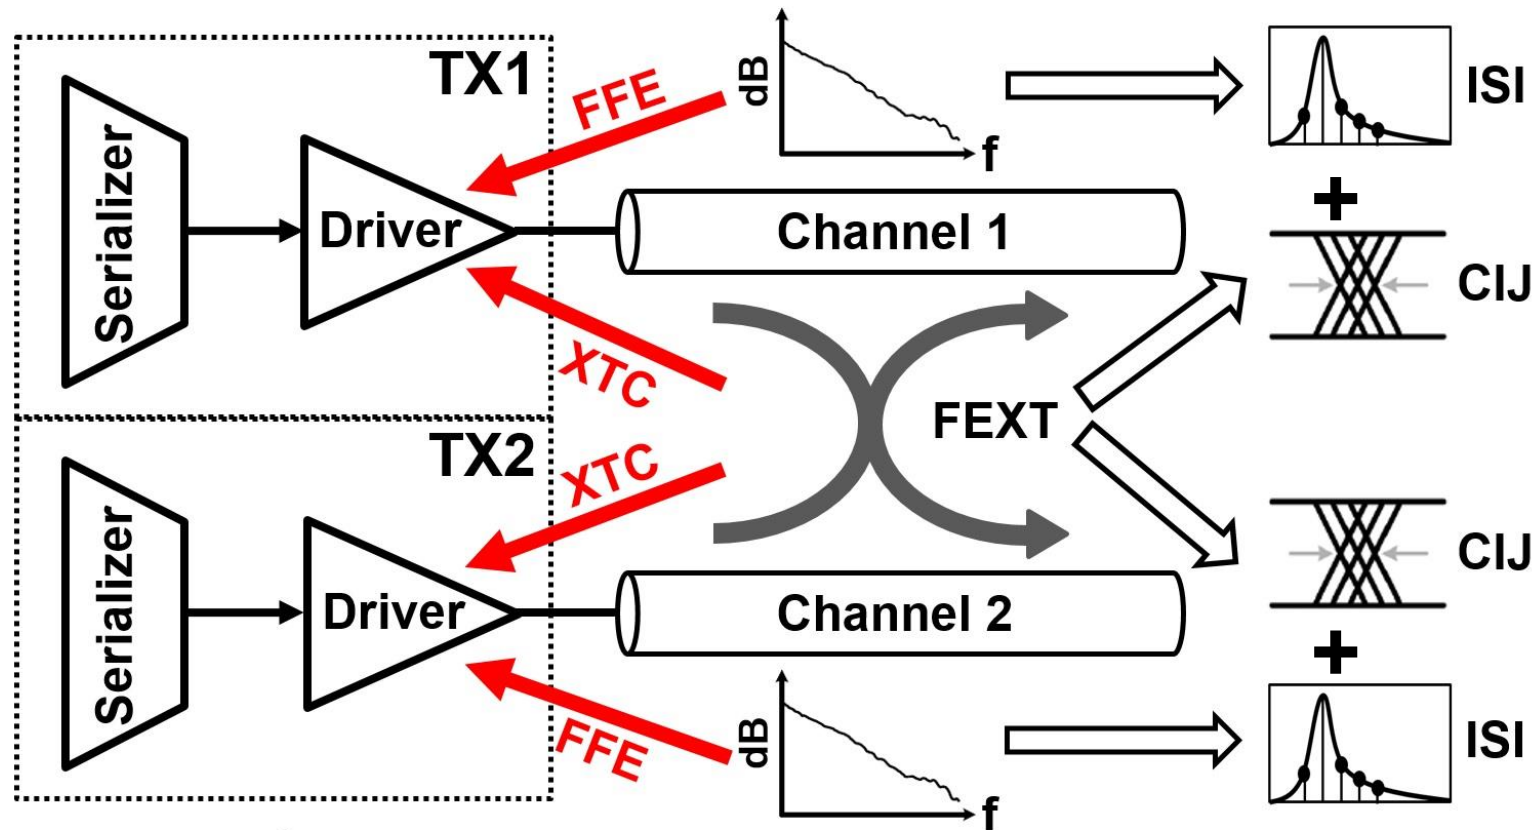 TX1
Serializer
Driver
FFE
XTC
dB
f
Channel 1
ISI
+
CIJ
FEXT
TX2
Serializer
Driver
XTC
FFE
Channel 2
dB
f
CIJ
+
ISI